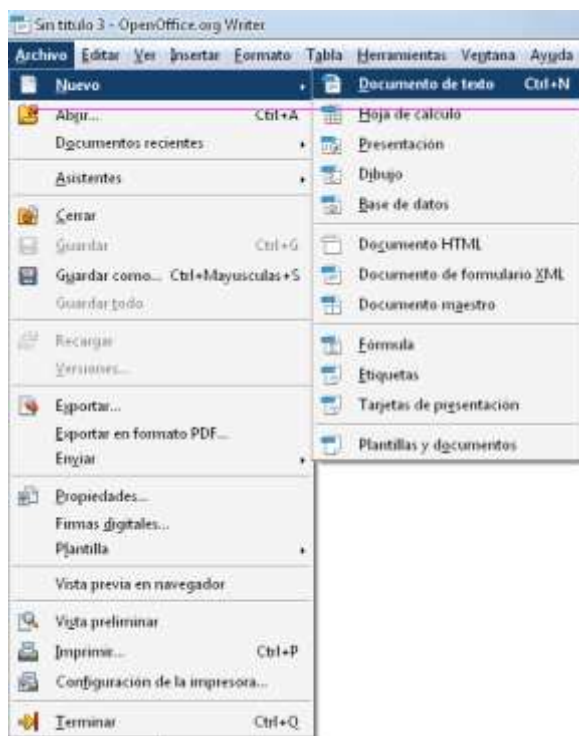 Sin título 3 - OpenOffice.org Writer
Archivo Editar Ver Insertar Formato Tabla Herramientas Ventana Ayuda
Nuevo
Abrir... Ctrl+A
Documentos recientes
Asistentes
Cerrar
Guardar Ctrl+G
Guardar como... Ctrl+Mayusculas+S
Guardar todo
Recargar
Versiones...
Exportar...
Exportar en formato PDF...
Enviar
Propiedades...
Firmas digitales...
Plantilla
Vista previa en navegador
Vista preliminar
Imprimir... Ctrl+P
Configuración de la impresora...
Terminar Ctrl+Q
Documento de texto Ctrl+N
Hoja de cálculo
Presentación
Dibujo
Base de datos
Documento HTML
Documento de formulario XML
Documento maestro
Fórmula
Etiquetas
Tarjetas de presentación
Plantillas y documentos